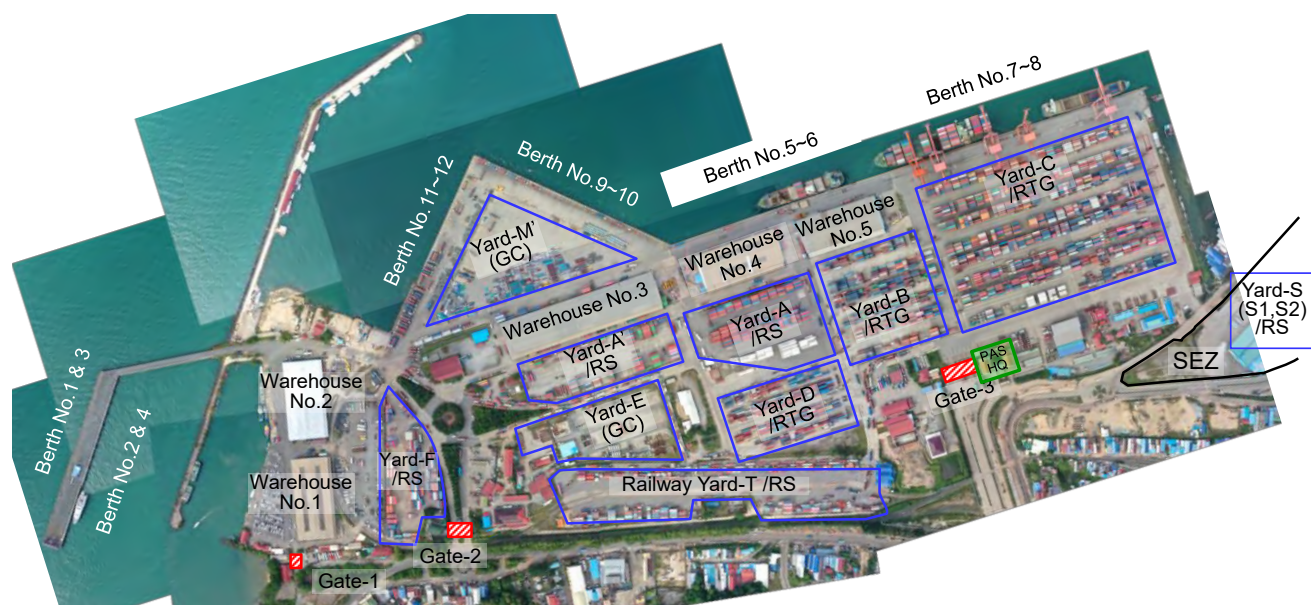 Berth No.7~8
Berth No.5~6
Berth No.9~10
Berth No.11~12
Yard-C
/RTG
Yard-M’
(GC)
Warehouse
No.5
Warehouse
No.4
Warehouse No.3
Yard-S
(S1,S2)
/RS
Yard-B
/RTG
Yard-A
/RS
Yard-A’
/RS
PAS
HQ
SEZ
Gate-3
Berth No.1 & 3
Berth No.2 & 4
Warehouse
No.2
Yard-E
(GC)
Yard-D
/RTG
Yard-F
/RS
Warehouse
No.1
Railway Yard-T /RS
Gate-2
Gate-1